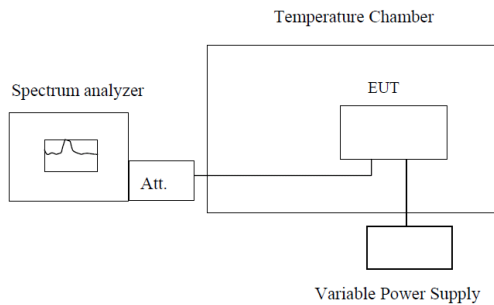 Temperature Chamber
Spectrum analyzer
EUT
Att.
Variable Power Supply